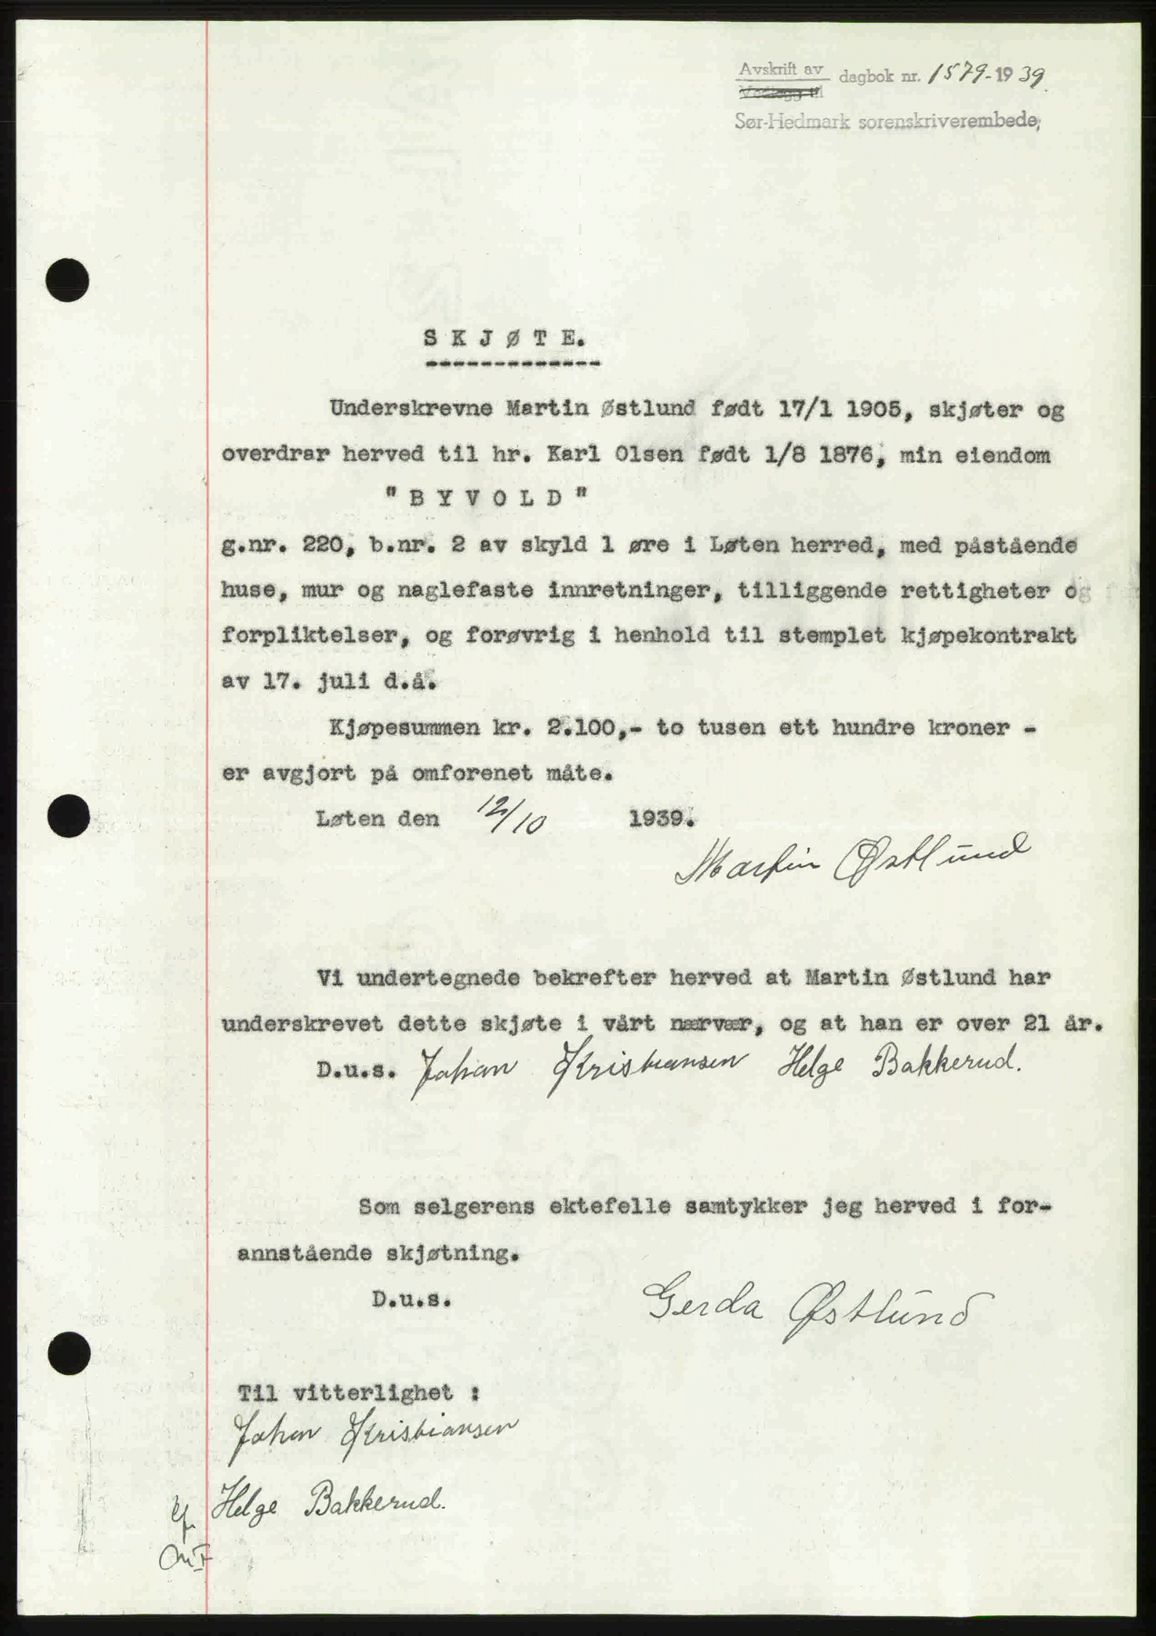 Avskrift av
Vedlegg til
dagbok nr. 1579-1939.
Sør-Hedmark sorenskriverembede,
S K J Ø T E.
Underskrevne Martin Østlund født 17/1 1905, skjøter og
overdrar herved til hr. Karl Olsen født 1/8 1876, min eiendom
" B Y V O L D "
g.nr. 220, b.nr. 2 av skyld 1 øre i Løten herred, med påstående
huse, mur og naglefaste innretninger, tilliggende rettigheter og
forpliktelser, og forøvrig i henhold til stemplet kjøpekontrakt
av 17. juli d.å.
Kjøpesummen kr. 2.100,- to tusen ett hundre kroner -
er avgjort på omforenet måte.
Løten den 12/10 1939.
Martin Østlund
Vi undertegnede bekrefter herved at Martin Østlund har
underskrevet dette skjøte i vårt nærvær, og at han er over 21 år.
D.u.s. Johan Kristiansen Helge Bakkerud.
Som selgerens ektefelle samtykker jeg herved i for-
annstående skjøtning.
D.u.s. Gerda Østlund
Til vitterlighet :
Johan Kristiansen
Helge Bakkerud.